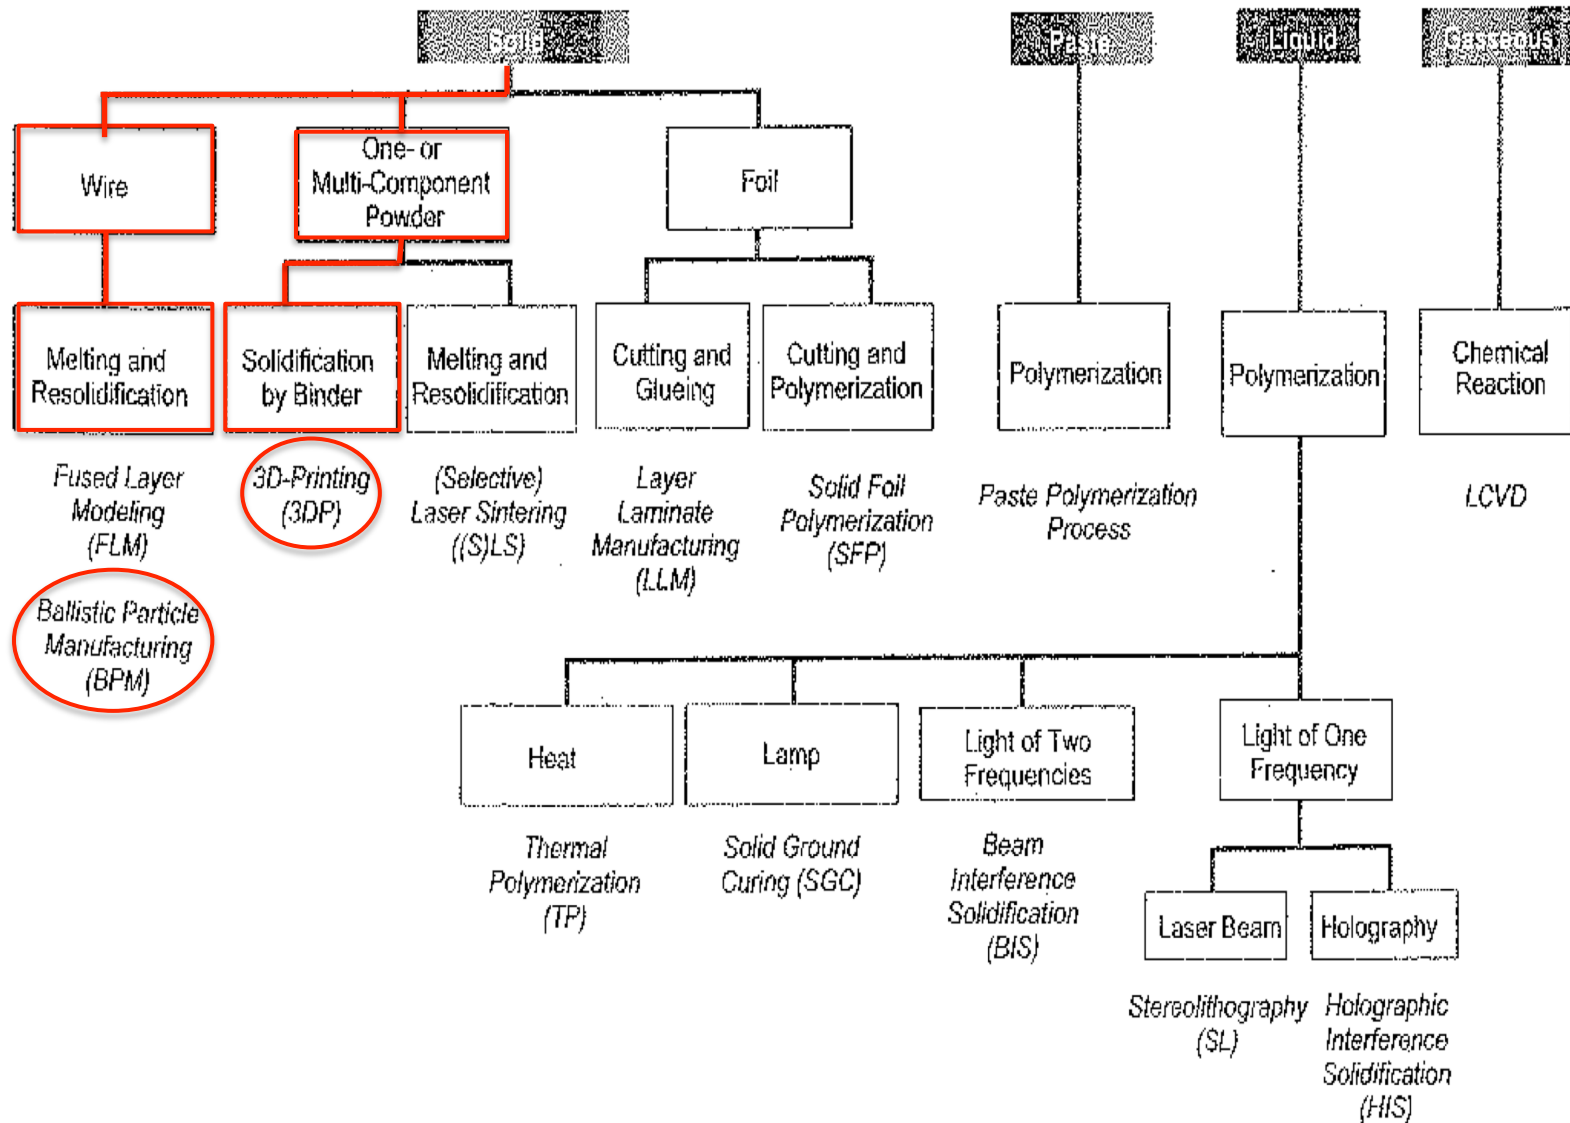 Solid
Paste
Liquid
Gasseous
Wire
One- or
Multi-Component
Powder
Foil
Melting and
Resolidification
Solidification
by Binder
Melting and
Resolidification
Cutting and
Glueing
Cutting and
Polymerization
Polymerization
Polymerization
Chemical
Reaction
Fused Layer
Modeling
(FLM)
Ballistic Particle
Manufacturing
(BPM)
3D-Printing
(3DP)
(Selective)
Laser Sintering
((S)LS)
Layer
Laminate
Manufacturing
(LLM)
Solid Foil
Polymerization
(SFP)
Paste Polymerization
Process
LCVD
Heat
Lamp
Light of Two
Frequencies
Light of One
Frequency
Thermal
Polymerization
(TP)
Solid Ground
Curing (SGC)
Beam
Interference
Solidification
(BIS)
Laser Beam
Holography
Stereolithography
(SL)
Holographic
Interference
Solidification
(HIS)